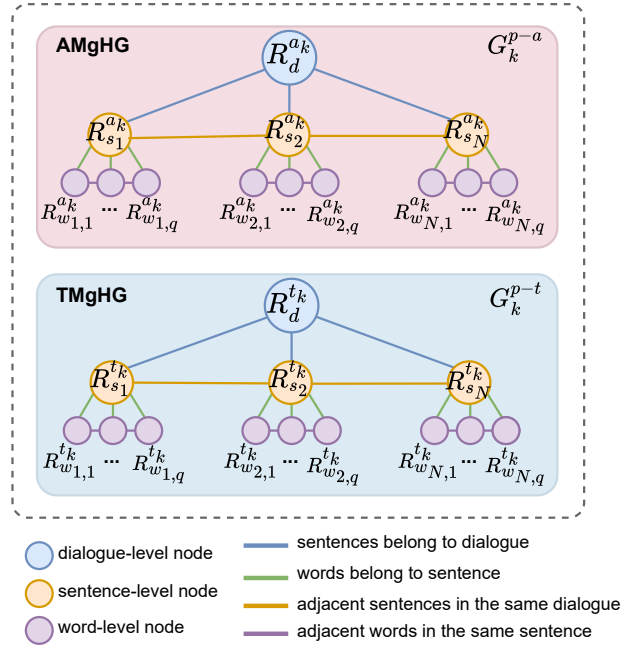 AMgHG $R_d^{a_k}$ $G_k^{p-a}$
$R_{s_1}^{a_k}$ $R_{s_2}^{a_k}$ $R_{s_N}^{a_k}$
$R_{w_{1,1}}^{a_k}$ ... $R_{w_{1,q}}^{a_k}$ $R_{w_{2,1}}^{a_k}$ ... $R_{w_{2,q}}^{a_k}$ $R_{w_{N,1}}^{a_k}$ ... $R_{w_{N,q}}^{a_k}$
TMgHG $R_d^{t_k}$ $G_k^{p-t}$
$R_{s_1}^{t_k}$ $R_{s_2}^{t_k}$ $R_{s_N}^{t_k}$
$R_{w_{1,1}}^{t_k}$ ... $R_{w_{1,q}}^{t_k}$ $R_{w_{2,1}}^{t_k}$ ... $R_{w_{2,q}}^{t_k}$ $R_{w_{N,1}}^{t_k}$ ... $R_{w_{N,q}}^{t_k}$
dialogue-level node
sentence-level node
word-level node
sentences belong to dialogue
words belong to sentence
adjacent sentences in the same dialogue
adjacent words in the same sentence